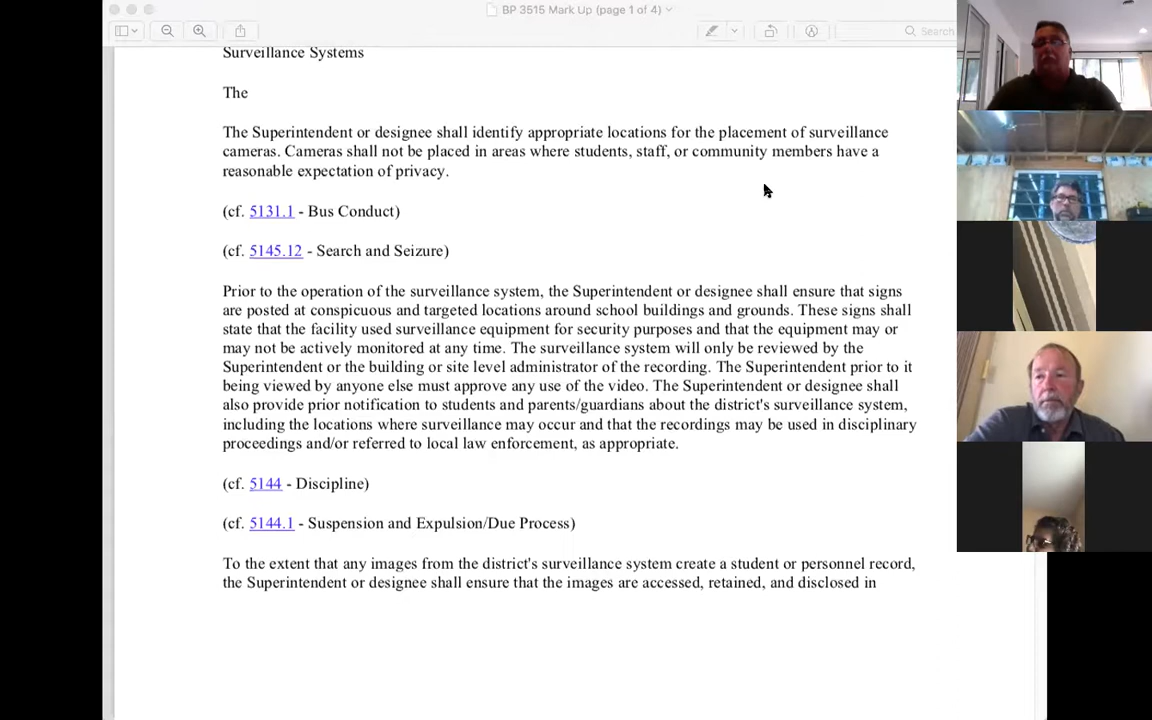 BP 3515 Mark Up (page 1 of 4)
Search
Surveillance Systems
The
The Superintendent or designee shall identify appropriate locations for the placement of surveillance
cameras. Cameras shall not be placed in areas where students, staff, or community members have a
reasonable expectation of privacy.
(cf. 5131.1 - Bus Conduct)
(cf. 5145.12 - Search and Seizure)
Prior to the operation of the surveillance system, the Superintendent or designee shall ensure that signs
are posted at conspicuous and targeted locations around school buildings and grounds. These signs shall
state that the facility used surveillance equipment for security purposes and that the equipment may or
may not be actively monitored at any time. The surveillance system will only be reviewed by the
Superintendent or the building or site level administrator of the recording. The Superintendent prior to it
being viewed by anyone else must approve any use of the video. The Superintendent or designee shall
also provide prior notification to students and parents/guardians about the district's surveillance system,
including the locations where surveillance may occur and that the recordings may be used in disciplinary
proceedings and/or referred to local law enforcement, as appropriate.
(cf. 5144 - Discipline)
(cf. 5144.1 - Suspension and Expulsion/Due Process)
To the extent that any images from the district's surveillance system create a student or personnel record,
the Superintendent or designee shall ensure that the images are accessed, retained, and disclosed in